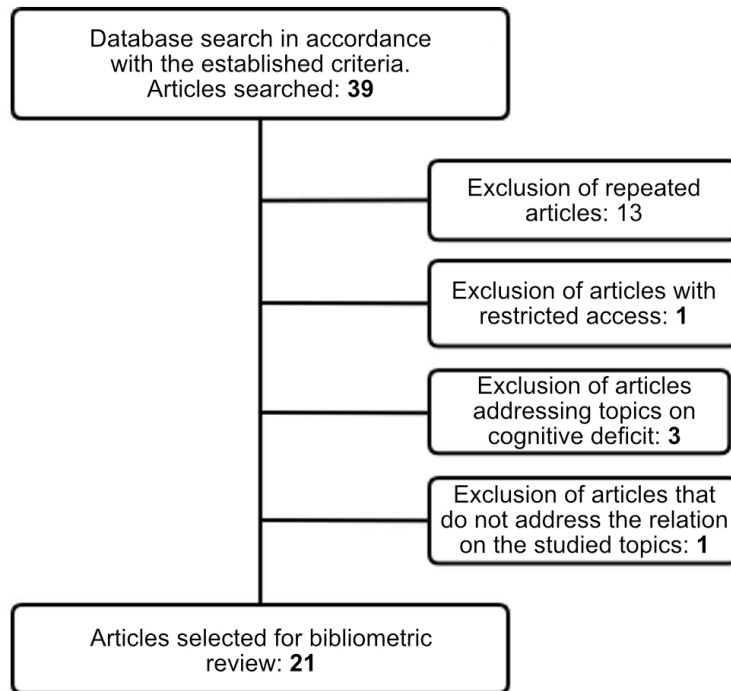 Database search in accordance
with the established criteria.
Articles searched: 39
Exclusion of repeated
articles: 13
Exclusion of articles with
restricted access: 1
Exclusion of articles
addressing topics on
cognitive deficit: 3
Exclusion of articles that
do not address the relation
on the studied topics: 1
Articles selected for bibliometric
review: 21